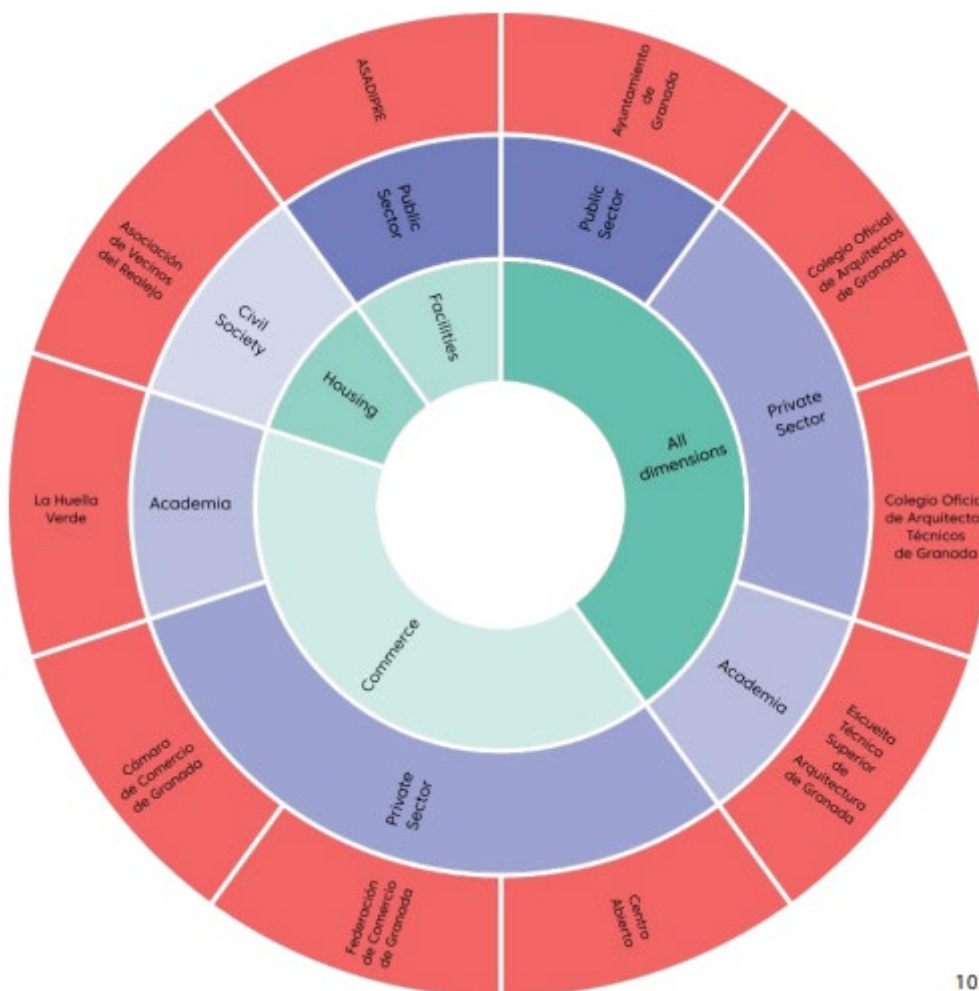 ASADIPRE
Ayuntamiento
de
Granada
Colegio Oficial
de Arquitectos
de Granada
Colegio Oficial
de Arquitectos
Técnicos
de Granada
Escuelta
Técnica
Superior
de
Arquitectura
de Granada
Centro
Abierto
Federación
de Comercio
de Granada
Cámara
de Comercio
de Granada
La Huella
Verde
Asociación
de Vecinos
del Realejo
Public
Sector
Public
Sector
Private
Sector
Academia
Private
Sector
Academia
Civil
Society
Facilities
All
dimensions
Commerce
Housing
10